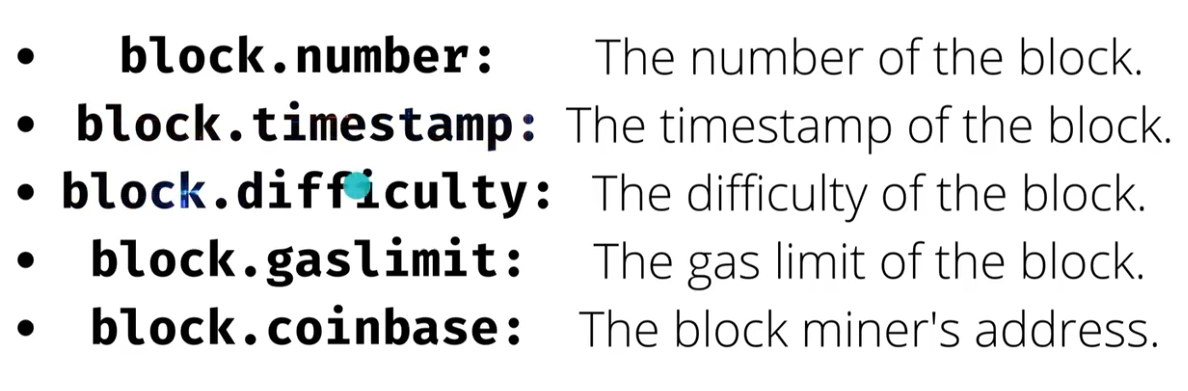 • block.number: The number of the block.
• block.timestamp: The timestamp of the block.
• block.difficulty: The difficulty of the block.
• block.gaslimit: The gas limit of the block.
• block.coinbase: The block miner's address.